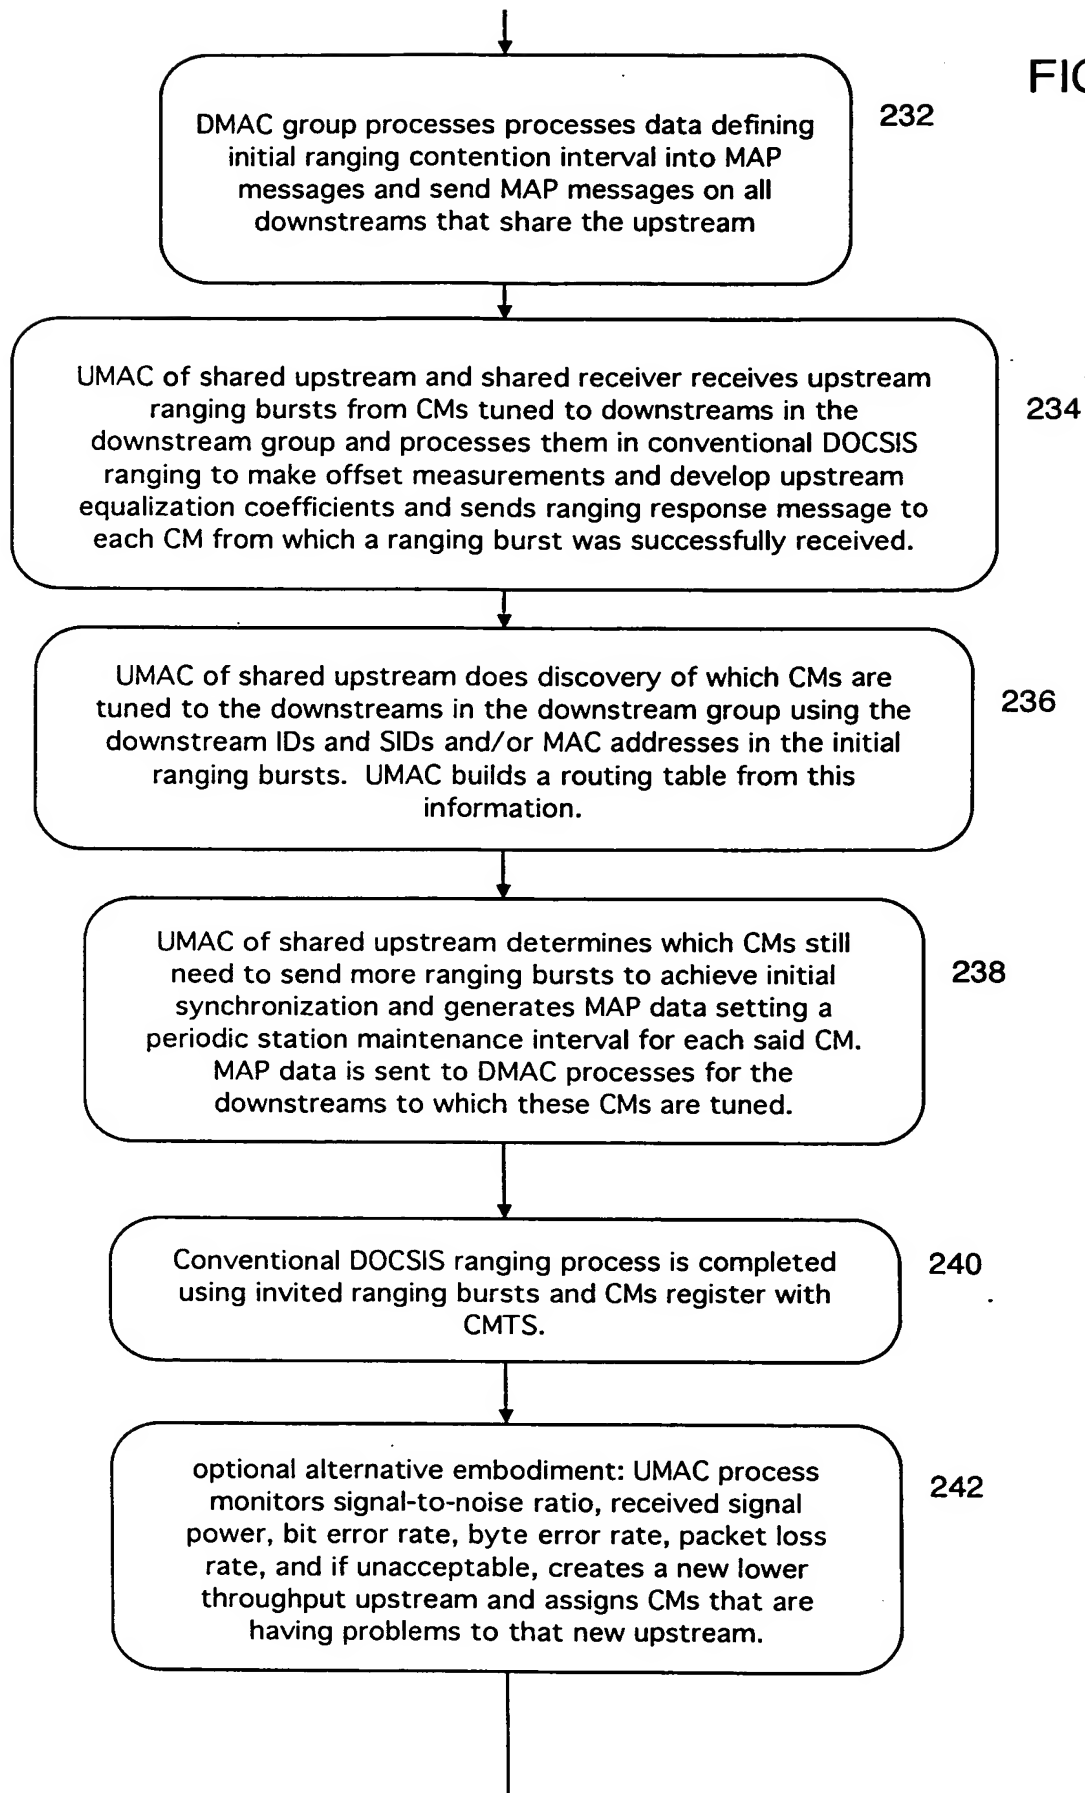 FIG
232
DMAC group processes processes data defining
initial ranging contention interval into MAP
messages and send MAP messages on all
downstreams that share the upstream
234
UMAC of shared upstream and shared receiver receives upstream
ranging bursts from CMs tuned to downstreams in the
downstream group and processes them in conventional DOCSIS
ranging to make offset measurements and develop upstream
equalization coefficients and sends ranging response message to
each CM from which a ranging burst was successfully received.
236
UMAC of shared upstream does discovery of which CMs are
tuned to the downstreams in the downstream group using the
downstream IDs and SIDs and/or MAC addresses in the initial
ranging bursts. UMAC builds a routing table from this
information.
238
UMAC of shared upstream determines which CMs still
need to send more ranging bursts to achieve initial
synchronization and generates MAP data setting a
periodic station maintenance interval for each said CM.
MAP data is sent to DMAC processes for the
downstreams to which these CMs are tuned.
240
Conventional DOCSIS ranging process is completed
using invited ranging bursts and CMs register with
CMTS.
242
optional alternative embodiment: UMAC process
monitors signal-to-noise ratio, received signal
power, bit error rate, byte error rate, packet loss
rate, and if unacceptable, creates a new lower
throughput upstream and assigns CMs that are
having problems to that new upstream.